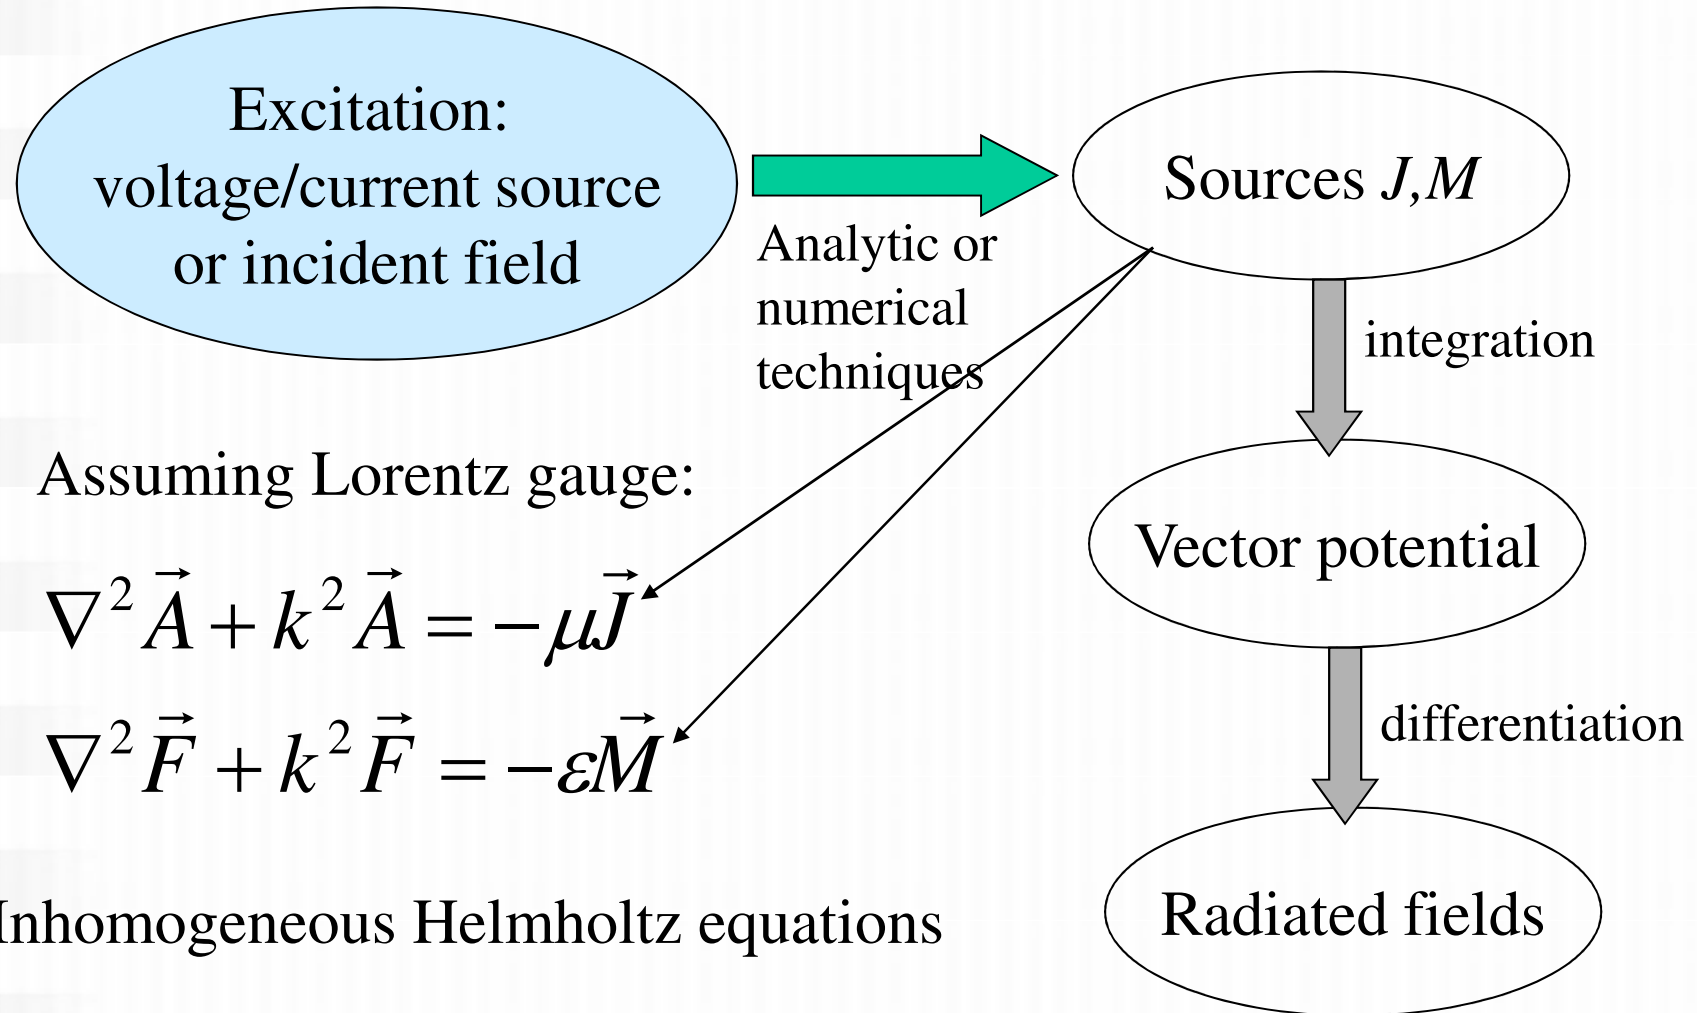 Excitation:
voltage/current source
or incident field
Analytic or
numerical
techniques
Sources J,M
integration
Vector potential
differentiation
Radiated fields
Assuming Lorentz gauge:
∇²A⃗ + k²A⃗ = −μJ⃗
∇²F⃗ + k²F⃗ = −εM⃗
Inhomogeneous Helmholtz equations